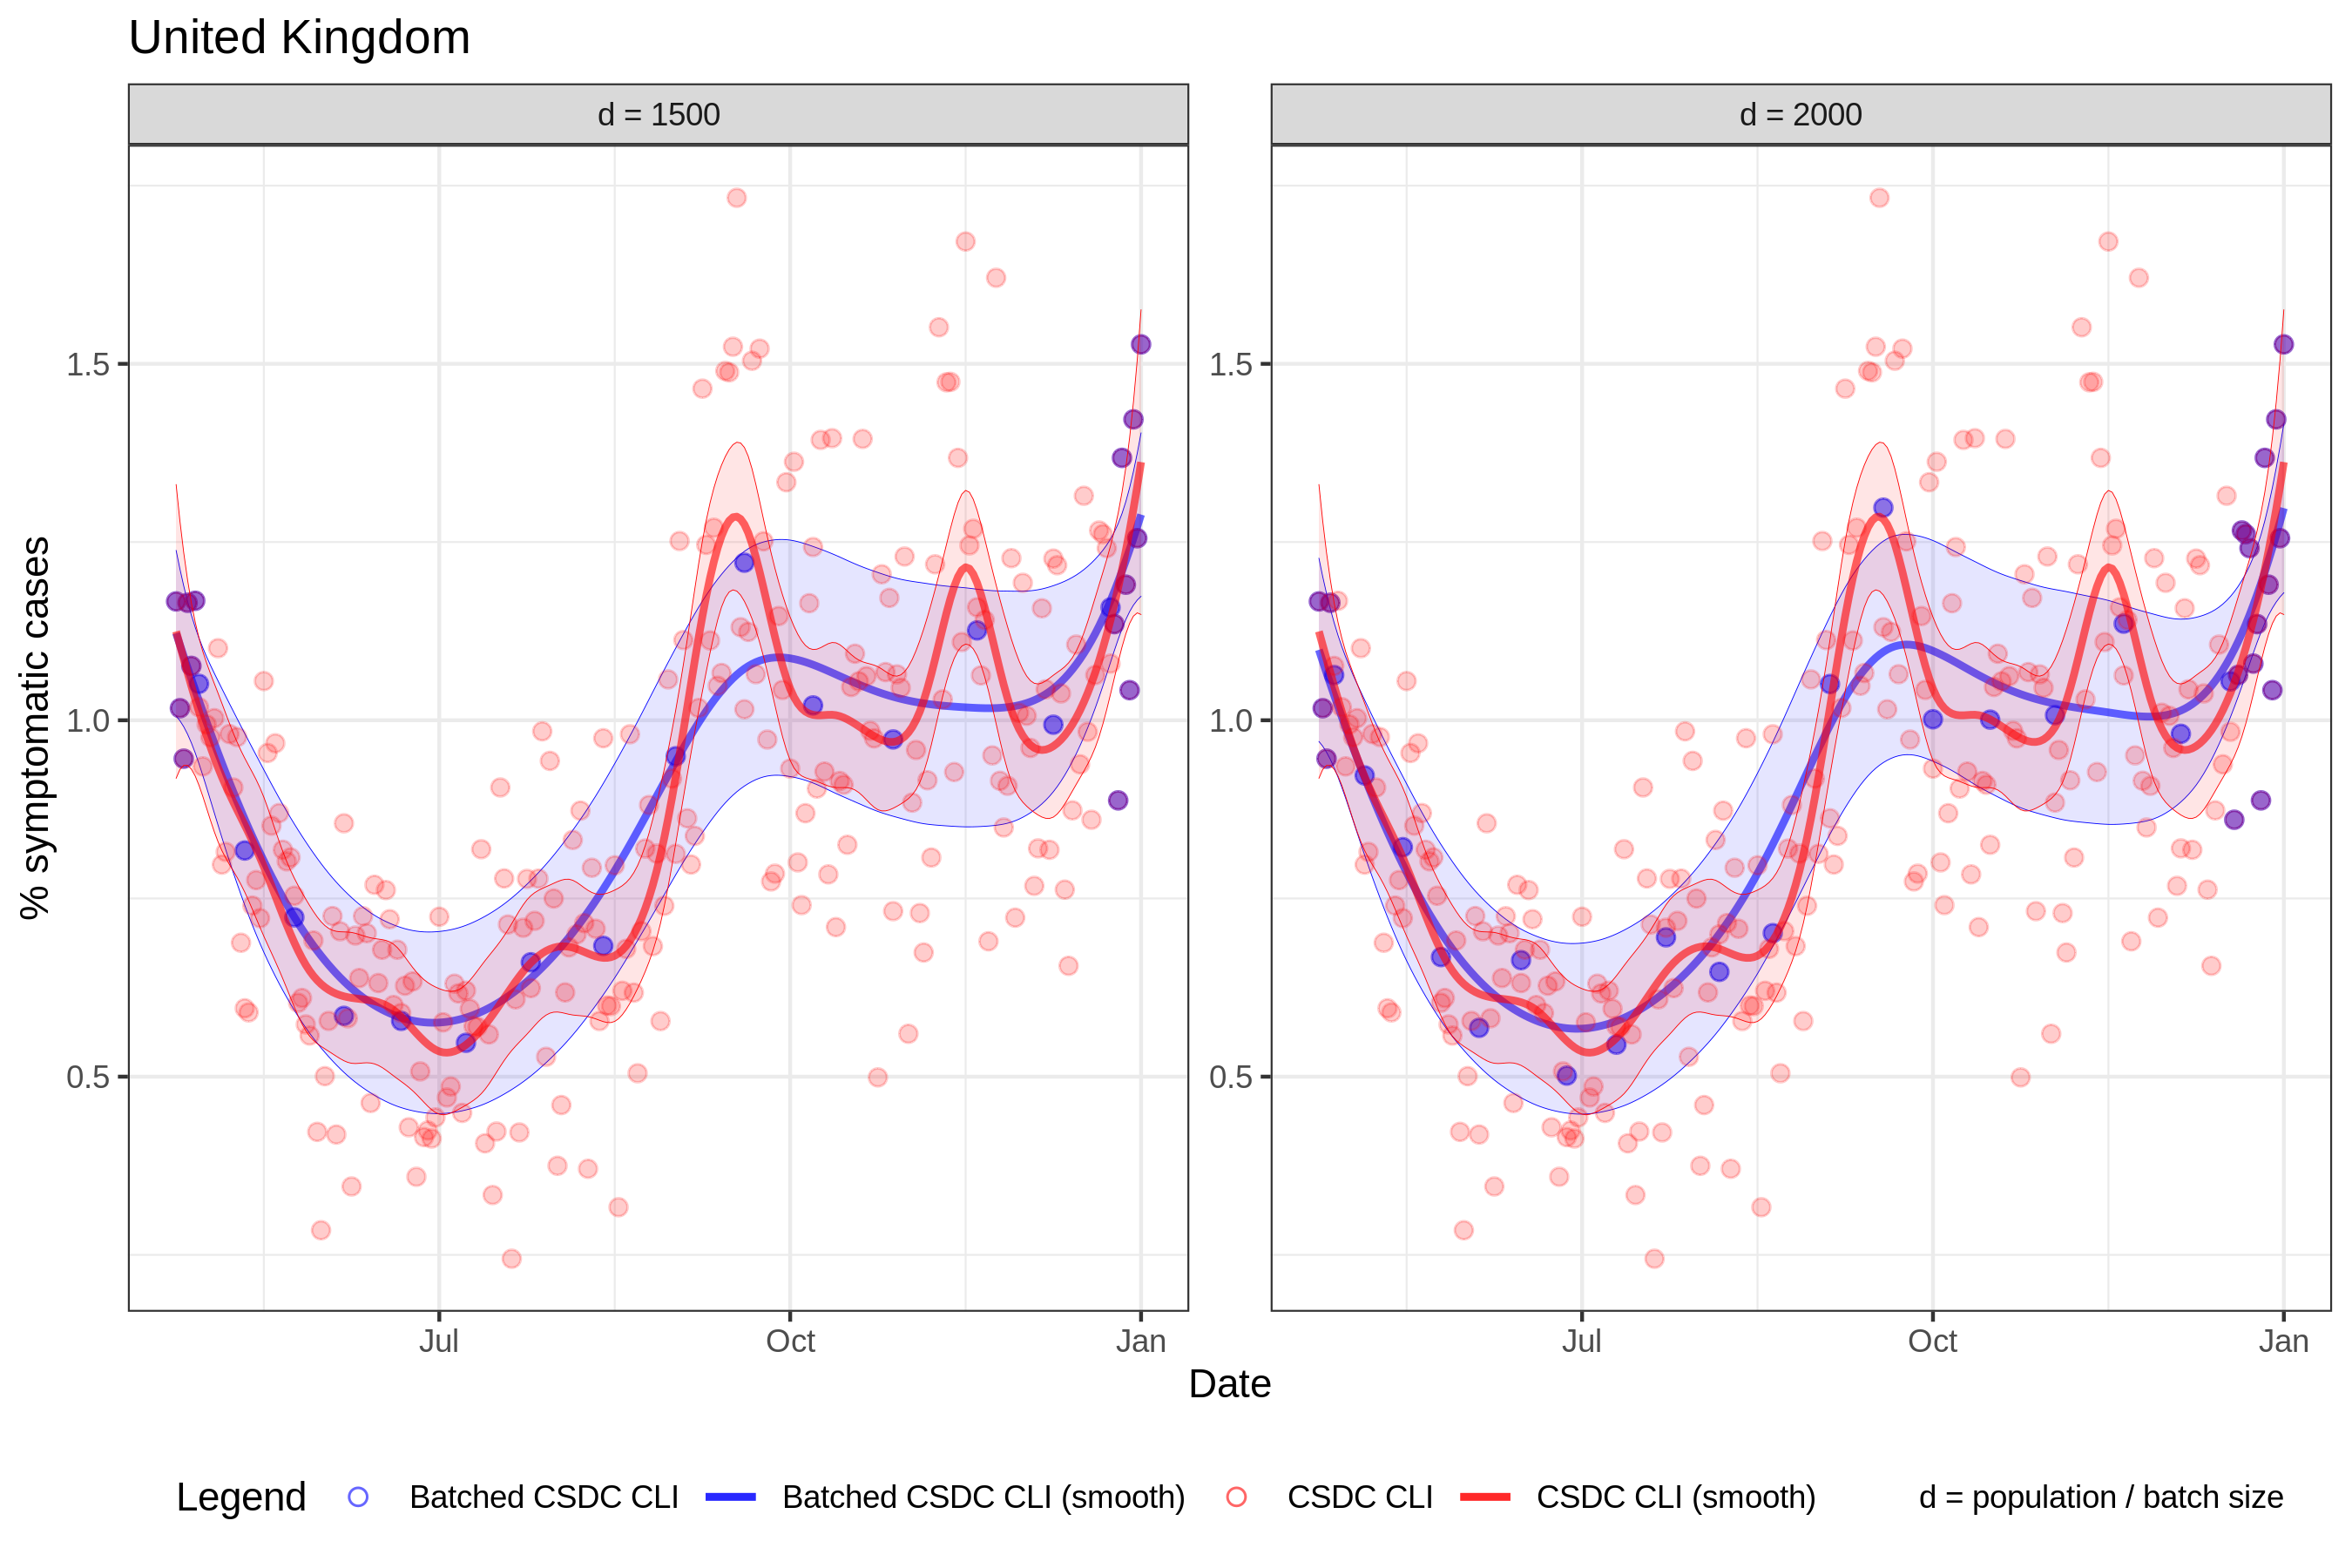 United Kingdom
d = 1500
d = 2000
% symptomatic cases
1.5
1.0
0.5
1.5
1.0
0.5
Jul
Oct
Jan
Jul
Oct
Jan
Date
Legend
Batched CSDC CLI
Batched CSDC CLI (smooth)
CSDC CLI
CSDC CLI (smooth)
d = population / batch size